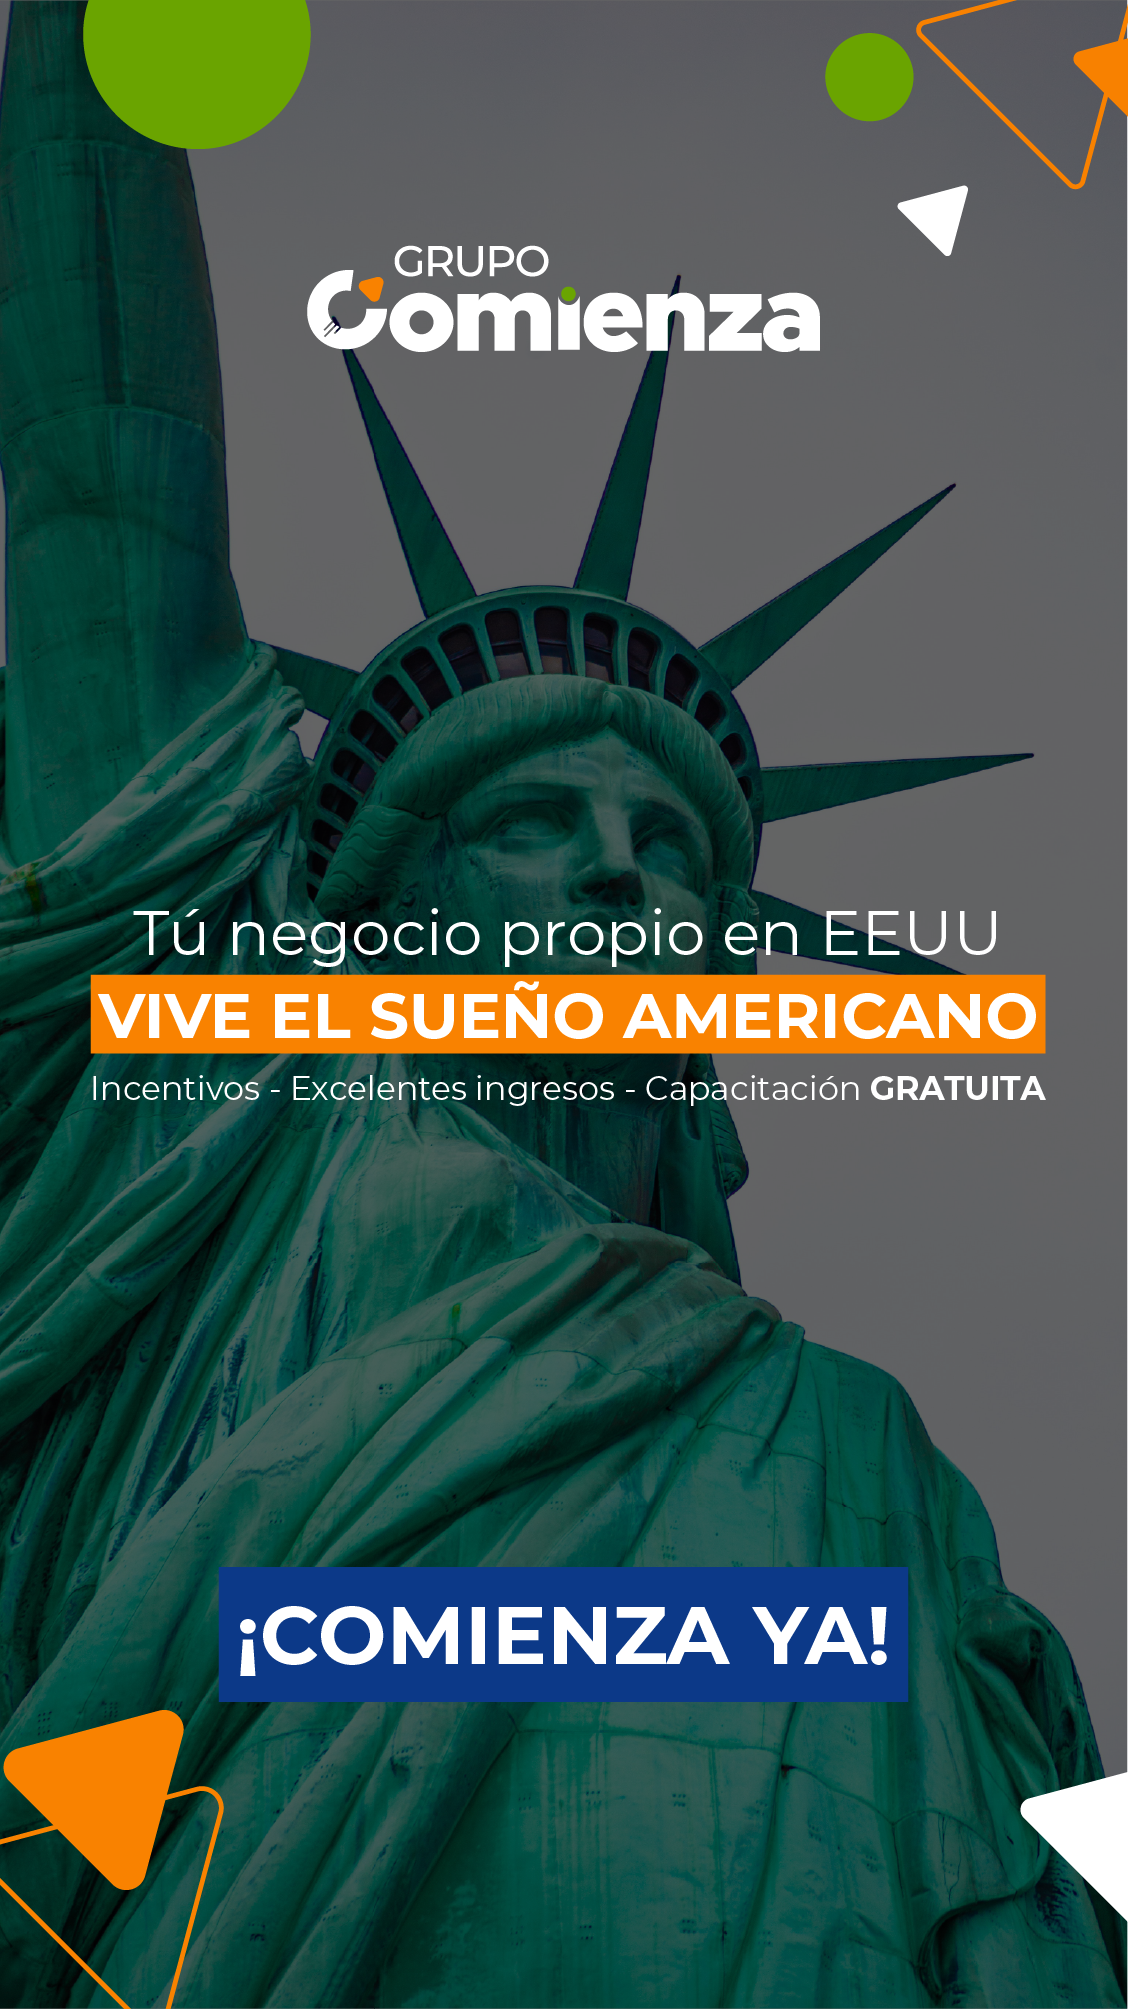 GRUPO
Comienza
Tú negocio propio en EEUU
VIVE EL SUEÑO AMERICANO
Incentivos - Excelentes ingresos - Capacitación GRATUITA
¡COMIENZA YA!